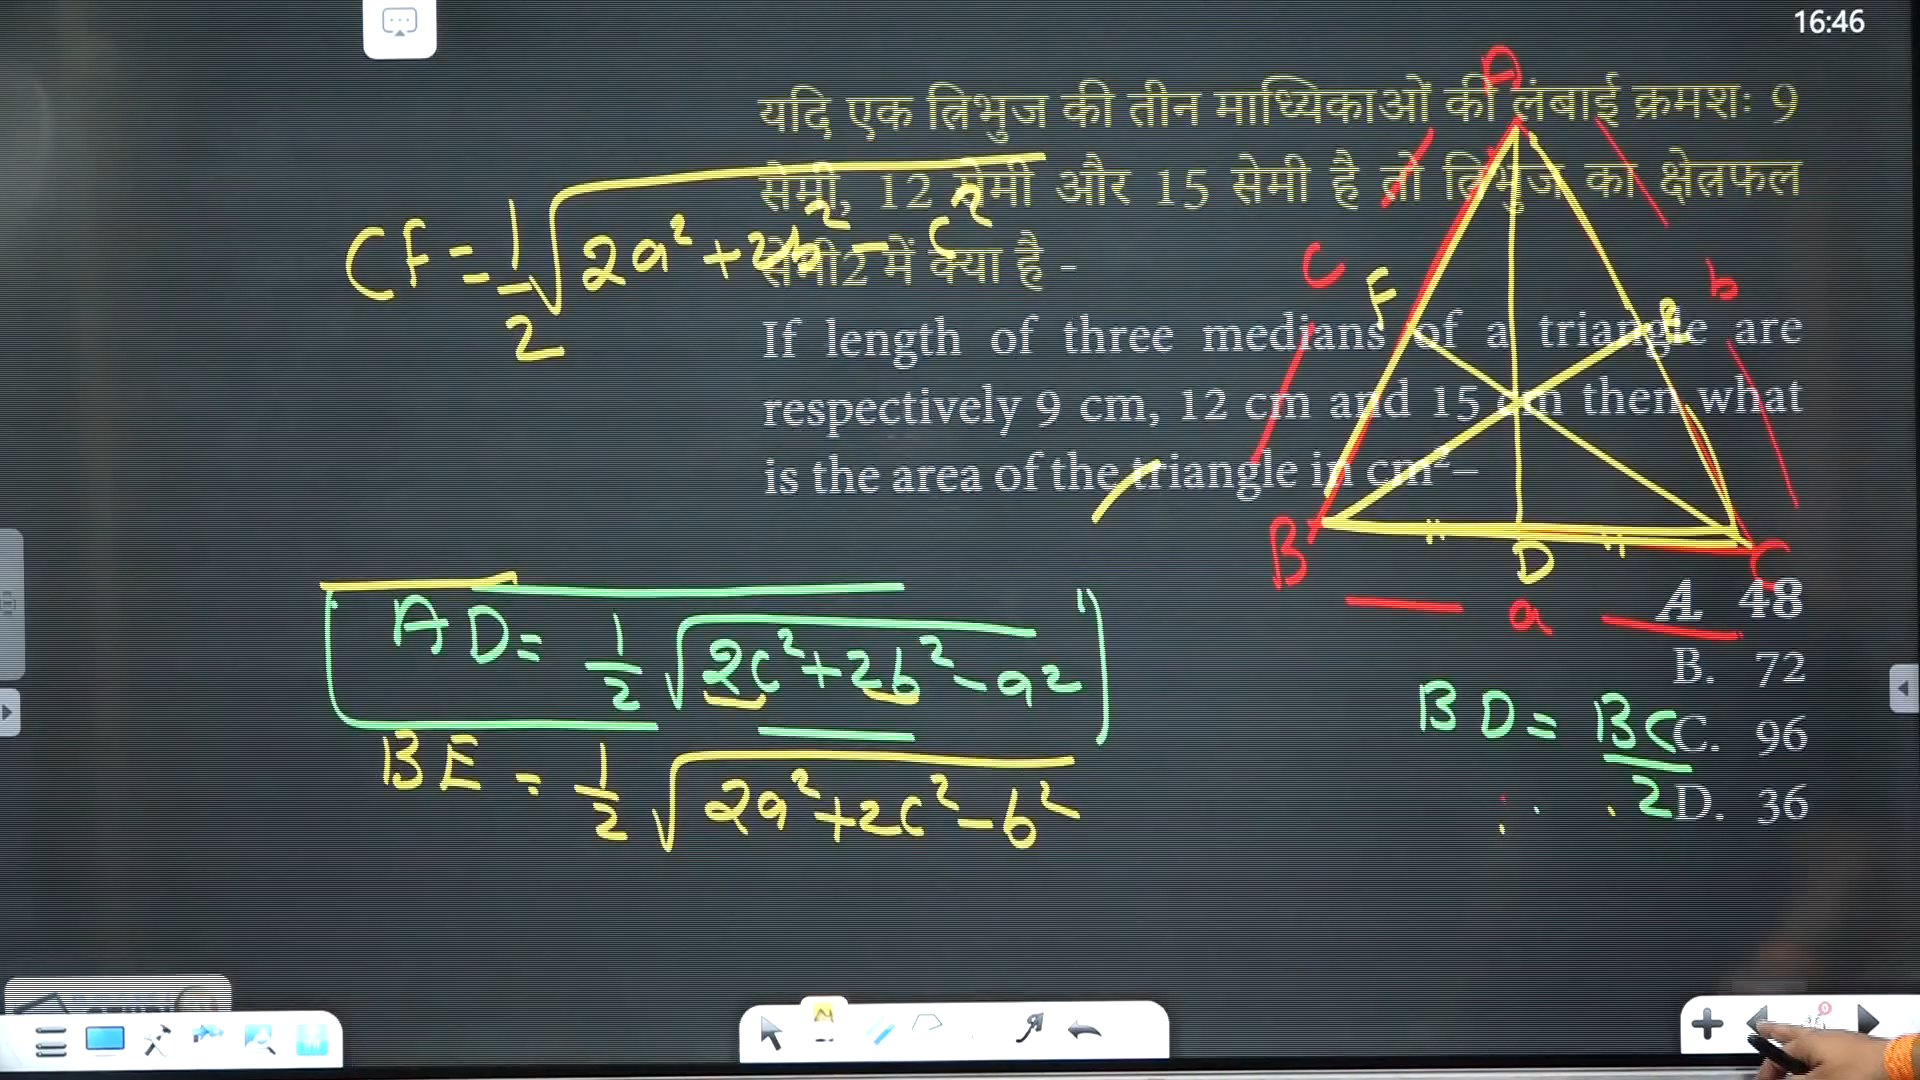 16:46
यदि एक त्रिभुज की तीन माध्यिकाओं की लंबाई क्रमशः 9
सेमी, 12 सेमी और 15 सेमी है तो त्रिभुज का क्षेत्रफल
सेमी2 में क्या है -
If length of three medians of a triangle are
respectively 9 cm, 12 cm and 15 cm then what
is the area of the triangle in cm²–
A. 48
B. 72
C. 96
D. 36
CF = 1/2 √2a² + 2b² - c²
AD = 1/2 √2c² + 2b² - a2
BE = 1/2 √2a² + 2c² - b²
BD = BC/2
A
c
b
F
E
B
D
C
a